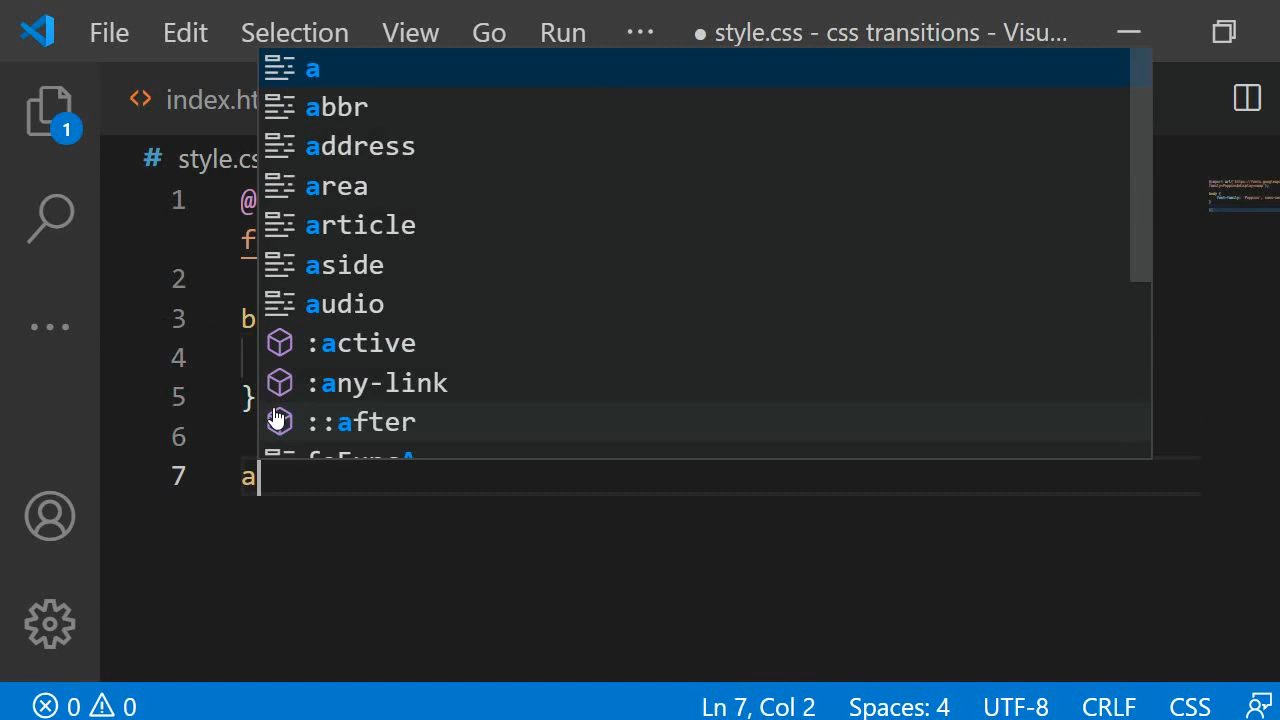 File Edit Selection View Go Run ··· ● style.css - css transitions - Visu...
<> index.ht
# style.cs
1 @
f
2
3 b
4
5 }
6
7 a
a
abbr
address
area
article
aside
audio
:active
:any-link
::after
1
0 0 Ln 7, Col 2 Spaces: 4 UTF-8 CRLF CSS